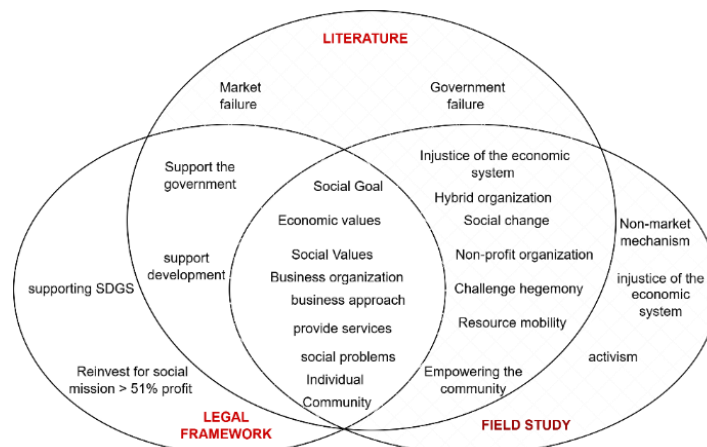 LITERATURE
Market
failure
Government
failure
Support the
government
Social Goal
Injustice of the economic
system
Hybrid organization
Economic values
Social change
Non-market
mechanism
support
development
Social Values
Non-profit organization
supporting SDGS
Business organization
business approach
Challenge hegemony
injustice of the
economic
system
provide services
Resource mobility
social problems
activism
Reinvest for social
mission > 51% profit
Individual
Community
Empowering the
community
LEGAL
FRAMEWORK
FIELD STUDY